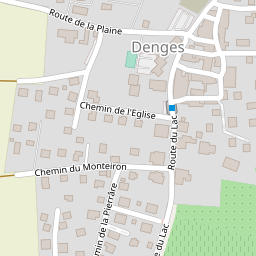 Route de la Plaine
Denges
Chemin de l'Eglise
Route du Lac
Chemin du Monteiron
Chemin de la Pierrâre
Route du Lac